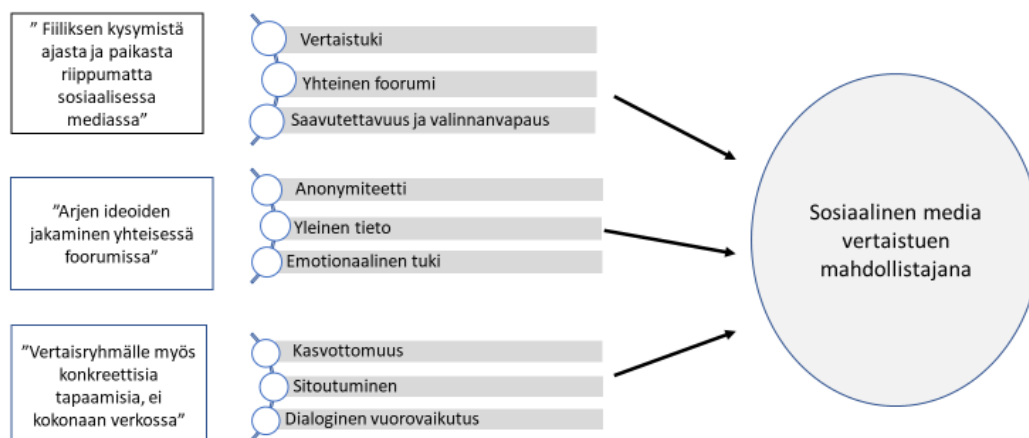 ” Fiiliksen kysymistä
ajasta ja paikasta
riippumatta
sosiaalisessa
mediassa”
Vertaistuki
Yhteinen foorumi
Saavutettavuus ja valinnanvapaus
”Arjen ideoiden
jakaminen yhteisessä
foorumissa”
Anonymiteetti
Yleinen tieto
Emotionaalinen tuki
”Vertaisryhmälle myös
konkreettisia
tapaamisia, ei
kokonaan verkossa”
Kasvottomuus
Sitoutuminen
Dialoginen vuorovaikutus
Sosiaalinen media
vertaistuen
mahdollistajana